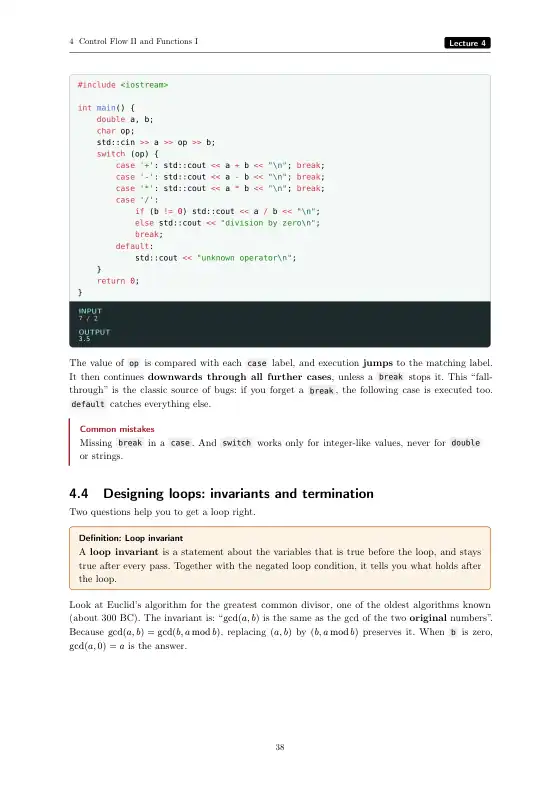 4 Control Flow II and Functions I
Lecture 4
#include <iostream>
int main() {
    double a, b;
    char op;
    std::cin >> a >> op >> b;
    switch (op) {
        case '+': std::cout << a + b << "\n"; break;
        case '-': std::cout << a - b << "\n"; break;
        case '*': std::cout << a * b << "\n"; break;
        case '/':
            if (b != 0) std::cout << a / b << "\n";
            else std::cout << "division by zero\n";
            break;
        default:
            std::cout << "unknown operator\n";
    }
    return 0;
}
INPUT
7 / 2
OUTPUT
3.5
The value of op is compared with each case label, and execution jumps to the matching label.
It then continues downwards through all further cases, unless a break stops it. This “fall-
through” is the classic source of bugs: if you forget a break, the following case is executed too.
default catches everything else.
Common mistakes
Missing break in a case. And switch works only for integer-like values, never for double
or strings.
4.4 Designing loops: invariants and termination
Two questions help you to get a loop right.
Definition: Loop invariant
A loop invariant is a statement about the variables that is true before the loop, and stays
true after every pass. Together with the negated loop condition, it tells you what holds after
the loop.
Look at Euclid’s algorithm for the greatest common divisor, one of the oldest algorithms known
(about 300 BC). The invariant is: “gcd(a, b) is the same as the gcd of the two original numbers”.
Because gcd(a, b) = gcd(b, a mod b), replacing (a, b) by (b, a mod b) preserves it. When b is zero,
gcd(a, 0) = a is the answer.
38